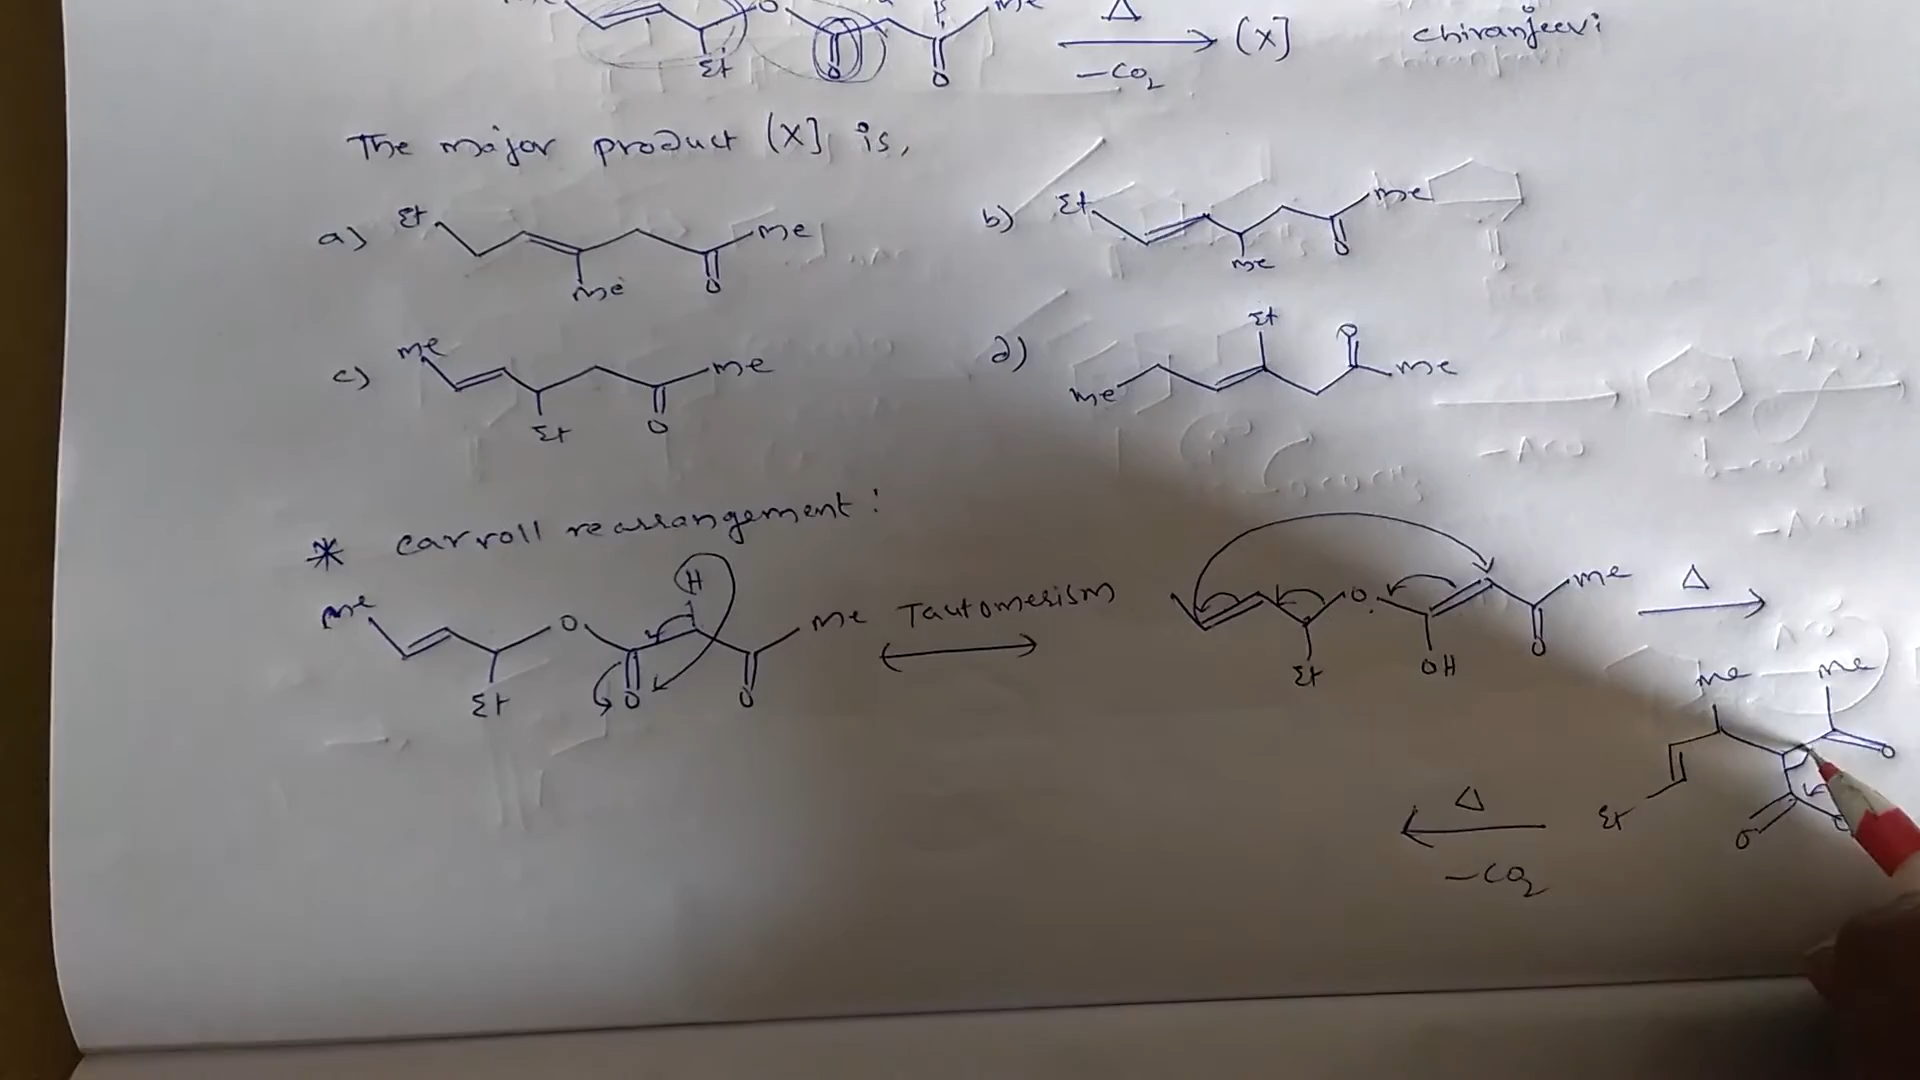 Et O O O Me
Δ
-CO2
(X] chiranjeevi
The major product (X] is,
a) Et Me O Me
b) Et Me O Me
c) Me Et O Me
d) Me Et O Me
* carroll rearrangement:
Me Et O O H O Me
Tautomerism
O Et OH O Me
Δ
Me Me O O Et
Δ
-CO2